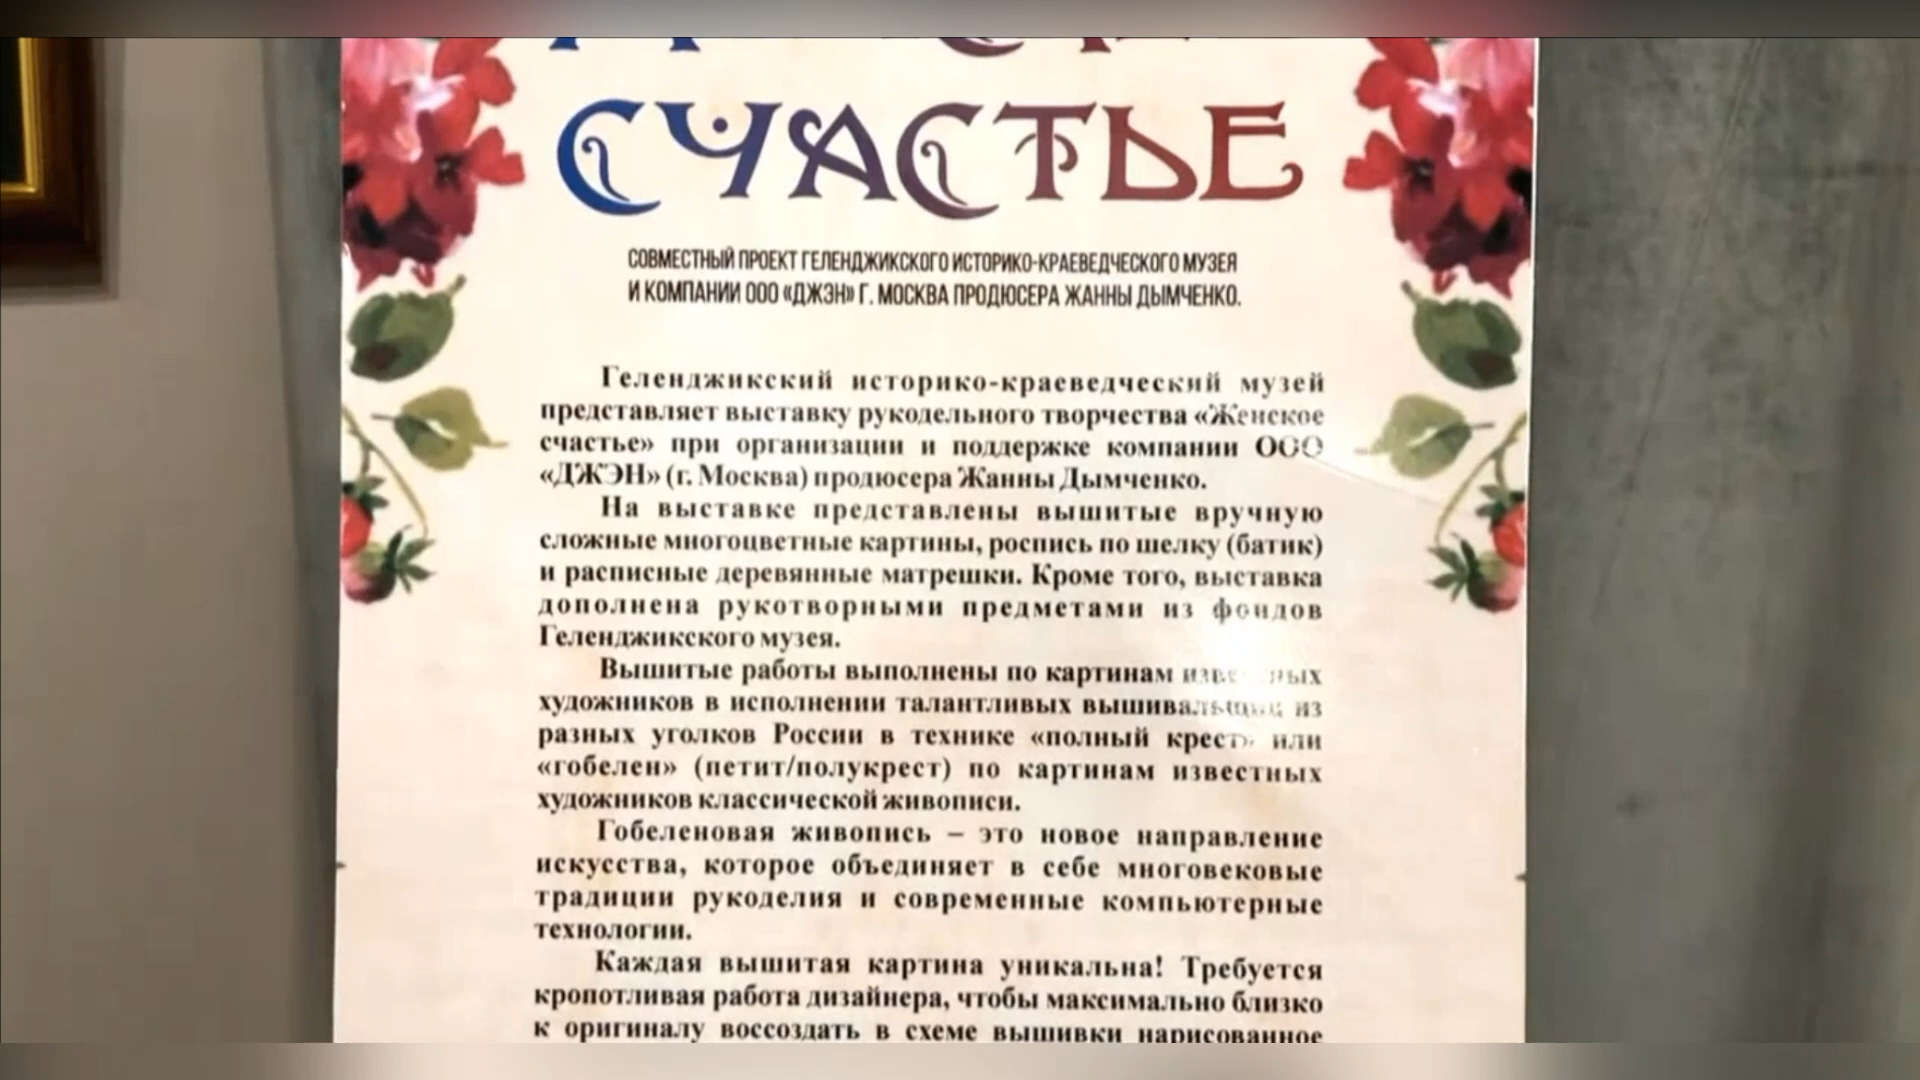 СЧАСТЬЕ
СОВМЕСТНЫЙ ПРОЕКТ ГЕЛЕНДЖИКСКОГО ИСТОРИКО-КРАЕВЕДЧЕСКОГО МУЗЕЯ
И КОМПАНИИ ООО «ДЖЭН» Г. МОСКВА ПРОДЮСЕРА ЖАННЫ ДЫМЧЕНКО.
Геленджикский историко-краеведческий музей
представляет выставку рукодельного творчества «Женское
счастье» при организации и поддержке компании ООО
«ДЖЭН» (г. Москва) продюсера Жанны Дымченко.
На выставке представлены вышитые вручную
сложные многоцветные картины, роспись по шелку (батик)
и расписные деревянные матрешки. Кроме того, выставка
дополнена рукотворными предметами из фондов
Геленджикского музея.
Вышитые работы выполнены по картинам
художников в исполнении талантливых вышивальщиц из
разных уголков России в технике «полный крест» или
«гобелен» (петит/полукрест) по картинам известных
художников классической живописи.
Гобеленовая живопись – это новое направление
искусства, которое объединяет в себе многовековые
традиции рукоделия и современные компьютерные
технологии.
Каждая вышитая картина уникальна! Требуется
кропотливая работа дизайнера, чтобы максимально близко
к оригиналу воссоздать в схеме вышивки нарисованное